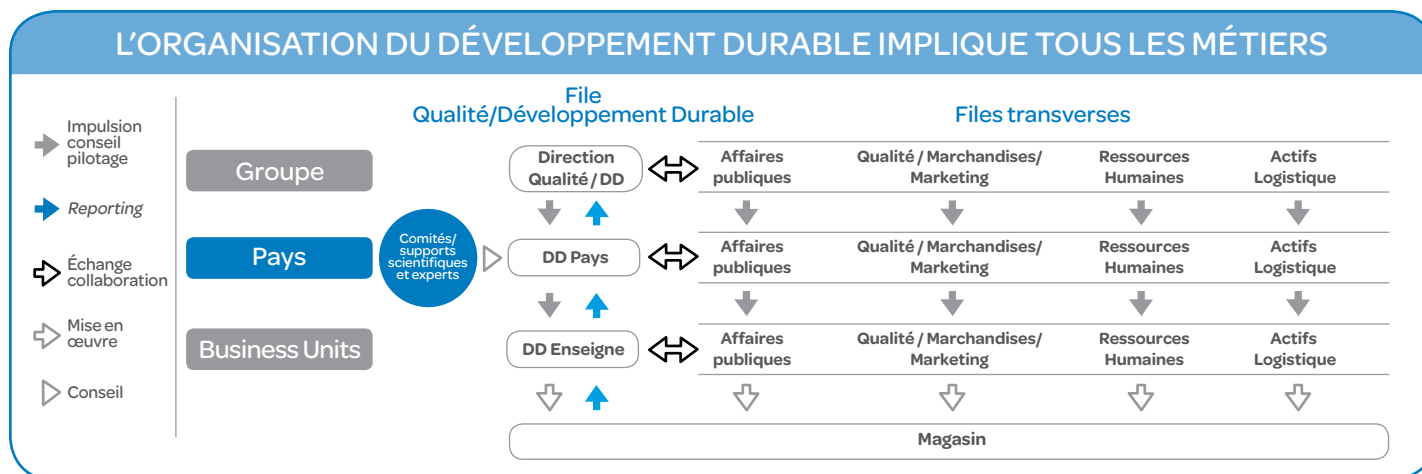 L'ORGANISATION DU DÉVELOPPEMENT DURABLE IMPLIQUE TOUS LES MÉTIERS
Impulsion
conseil
pilotage
Reporting
Échange
collaboration
Mise en
œuvre
Conseil
File
Qualité/Développement Durable
Files transverses
Groupe
Direction
Qualité / DD
Affaires
publiques
Qualité / Marchandises/
Marketing
Ressources
Humaines
Actifs
Logistique
Pays
Comités/
supports
scientifiques
et experts
DD Pays
Affaires
publiques
Qualité / Marchandises/
Marketing
Ressources
Humaines
Actifs
Logistique
Business Units
DD Enseigne
Affaires
publiques
Qualité / Marchandises/
Marketing
Ressources
Humaines
Actifs
Logistique
Magasin